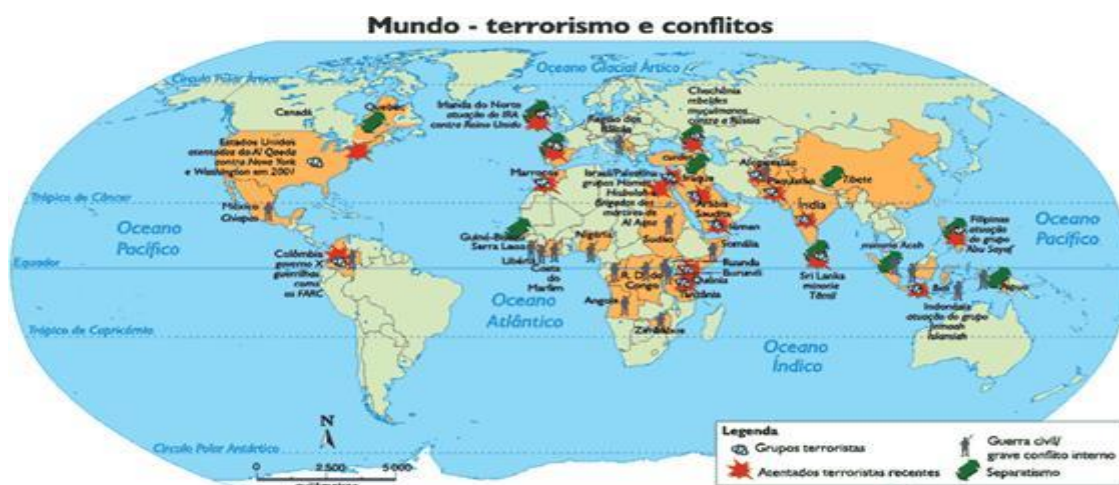 Mundo - terrorismo e conflitos
Oceano Glacial Ártico
Círculo Polar Ártico
Canadá
Quebec
Irlanda do Norte
atuação do IRA
contra Reino Unido
Região dos
Bálcãs
Chechênia
rebeldes
muçulmanos
contra a Rússia
Estados Unidos
atentados da Al Qaeda
contra Nova York
e Washington em 2001
Marrocos
Israel/Palestina
grupos Hamas,
Hizbolah e
Brigadas dos
mártires de
Al Aqsa
Curdos
Iraque
Afeganistão
Paquistão
Tibete
Trópico de Câncer
México
Chiapas
Arábia
Saudita
Iêmen
Índia
Oceano
Pacífico
Guiné-Bissau
Serra Leoa
Libéria
Costa
do
Marfim
Nigéria
Sudão
Somália
Filipinas
atuação
do grupo
Abu Sayaf
Oceano
Pacífico
Colômbia
governo X
guerrilhas
como
as FARC
Equador
R. D. do
Congo
Ruanda
Burundi
Quênia
Tanzânia
Sri Lanka
minoria
Tâmil
minoria Aceh
Bali
Papua
Indonésia
atuação do grupo
Jemaah
Islamiah
Oceano
Atlântico
Angola
Zimbábue
Trópico de Capricórnio
Oceano
Índico
Círculo Polar Antártico
N
0 2 500 5 000
Legenda
Grupos terroristas
Atentados terroristas recentes
Guerra civil/
grave conflito interno
Separatismo